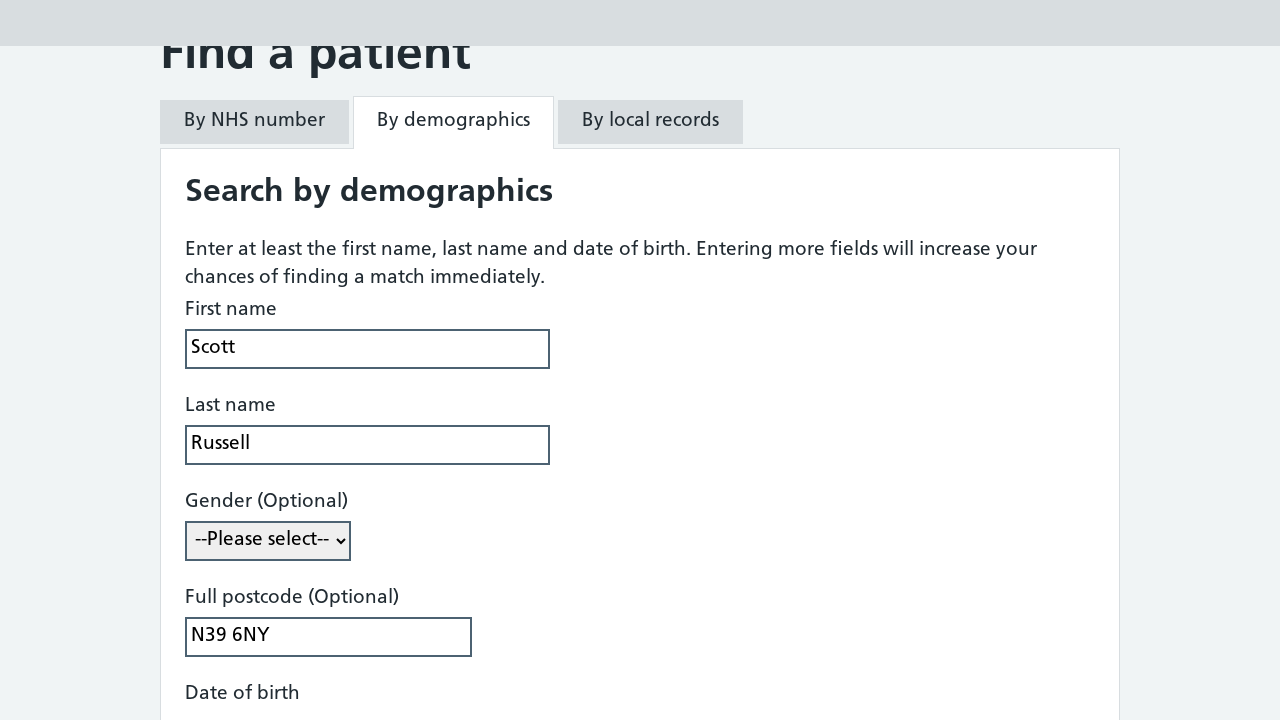 Find a patient
By NHS number
By demographics
By local records
Search by demographics
Enter at least the first name, last name and date of birth. Entering more fields will increase your
chances of finding a match immediately.
First name
Scott
Last name
Russell
Gender (Optional)
--Please select--
Full postcode (Optional)
N39 6NY
Date of birth